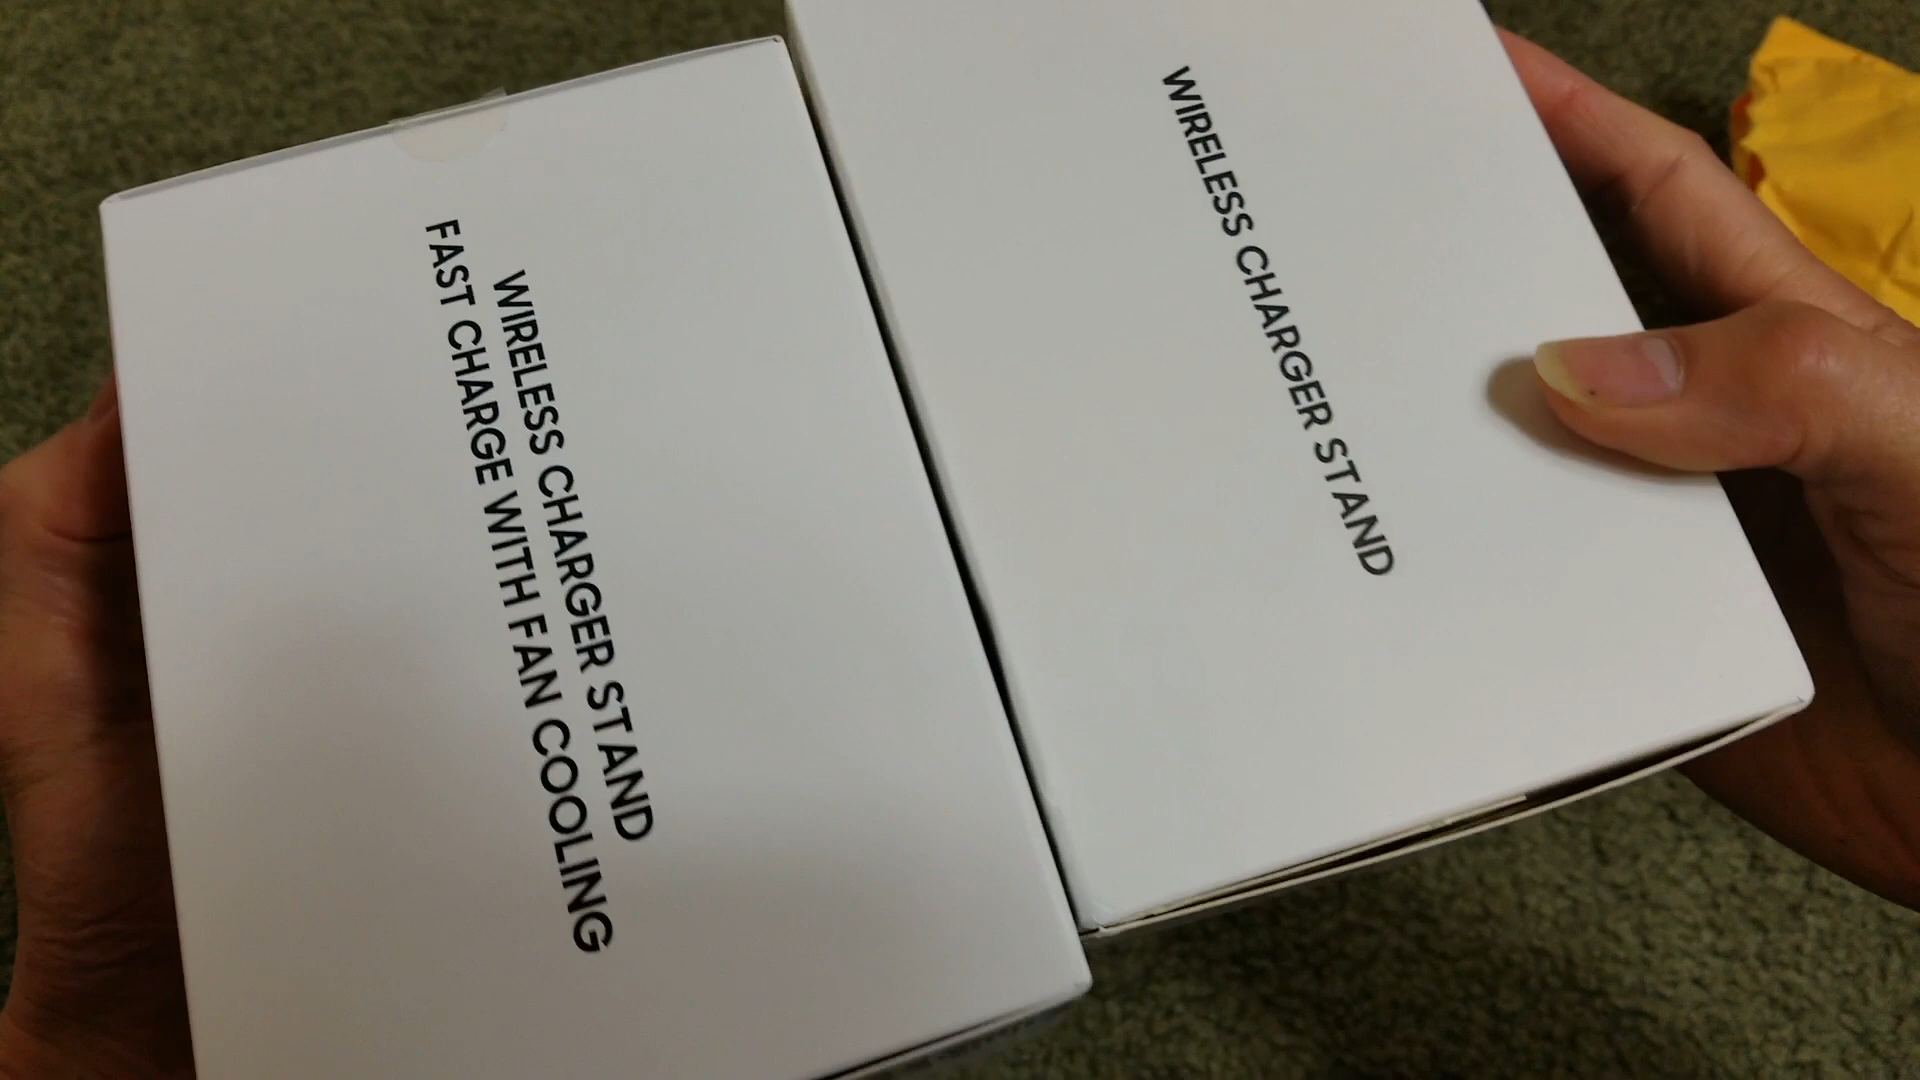 WIRELESS CHARGER STAND
FAST CHARGE WITH FAN COOLING
WIRELESS CHARGER STAND